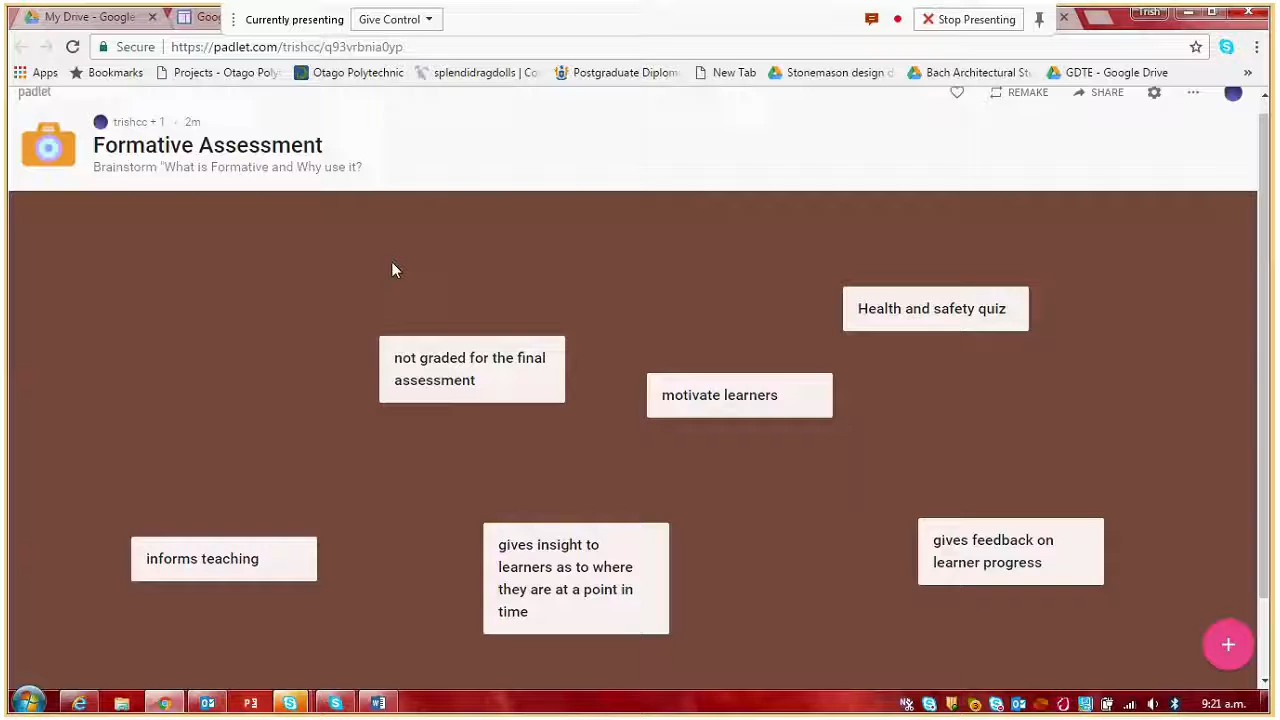 My Drive - Google
Goo
Currently presenting
Give Control
Stop Presenting
Trish
Secure
https://padlet.com/trishcc/q93vrbnia0yp
Apps
Bookmarks
Projects - Otago Poly
Otago Polytechnic
splendidragdolls | Co
Postgraduate Diplom
New Tab
Stonemason design d
Bach Architectural St
GDTE - Google Drive
»
padlet
REMAKE
SHARE
trishcc + 1 · 2m
Formative Assessment
Brainstorm "What is Formative and Why use it?
Health and safety quiz
not graded for the final
assessment
motivate learners
informs teaching
gives insight to
learners as to where
they are at a point in
time
gives feedback on
learner progress
9:21 a.m.